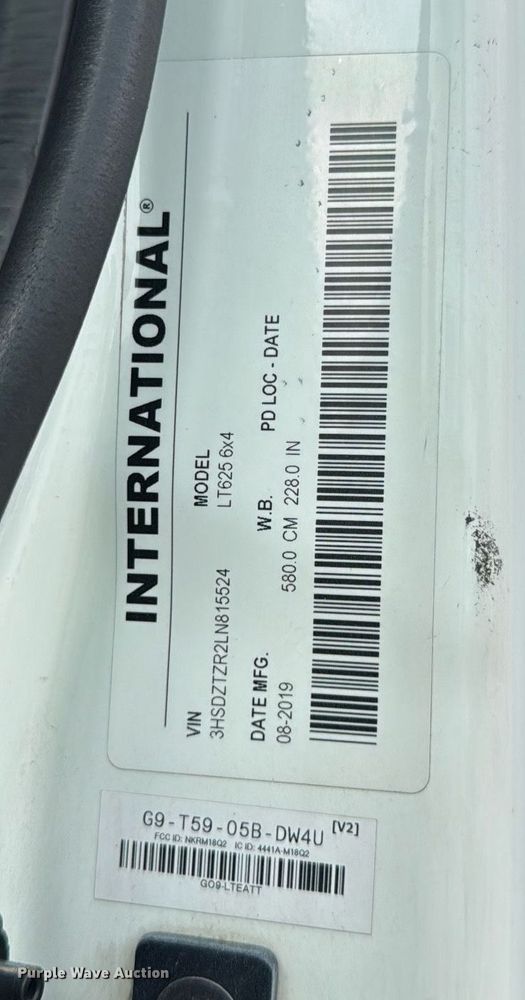 INTERNATIONAL®
VIN MODEL
3HSDZTZR2LN815524 LT625 6x4
DATE MFG. W.B. PD LOC - DATE
08-2019 580.0 CM 228.0 IN
G9-T59-05B-DW4U [V2]
FCC ID: NKRM18Q2 IC ID: 4441A-M18Q2
GO9-LTEATT
Purple Wave Auction